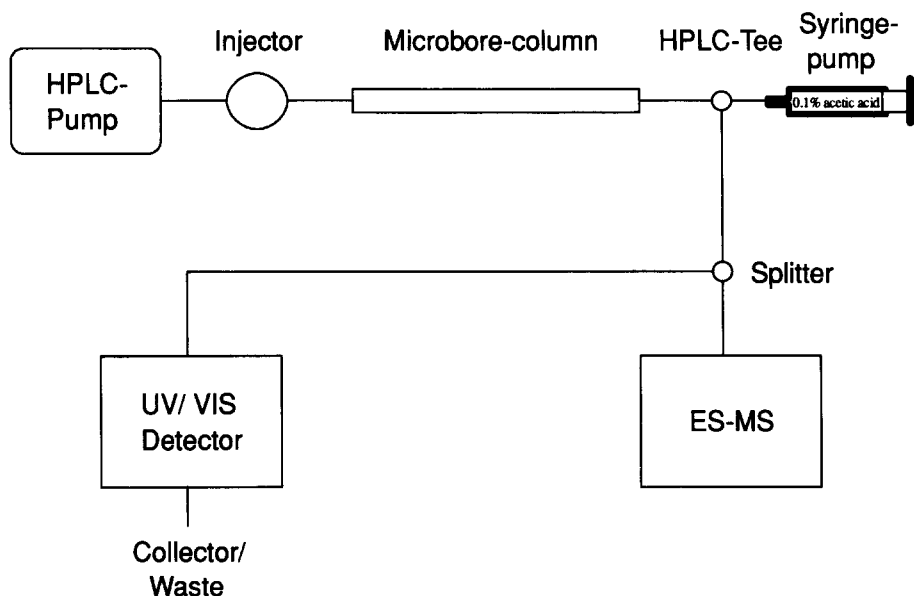 Injector
Microbore-column
HPLC-Tee
Syringe-
pump
HPLC-
Pump
0.1% acetic acid
Splitter
UV/ VIS
Detector
ES-MS
Collector/
Waste